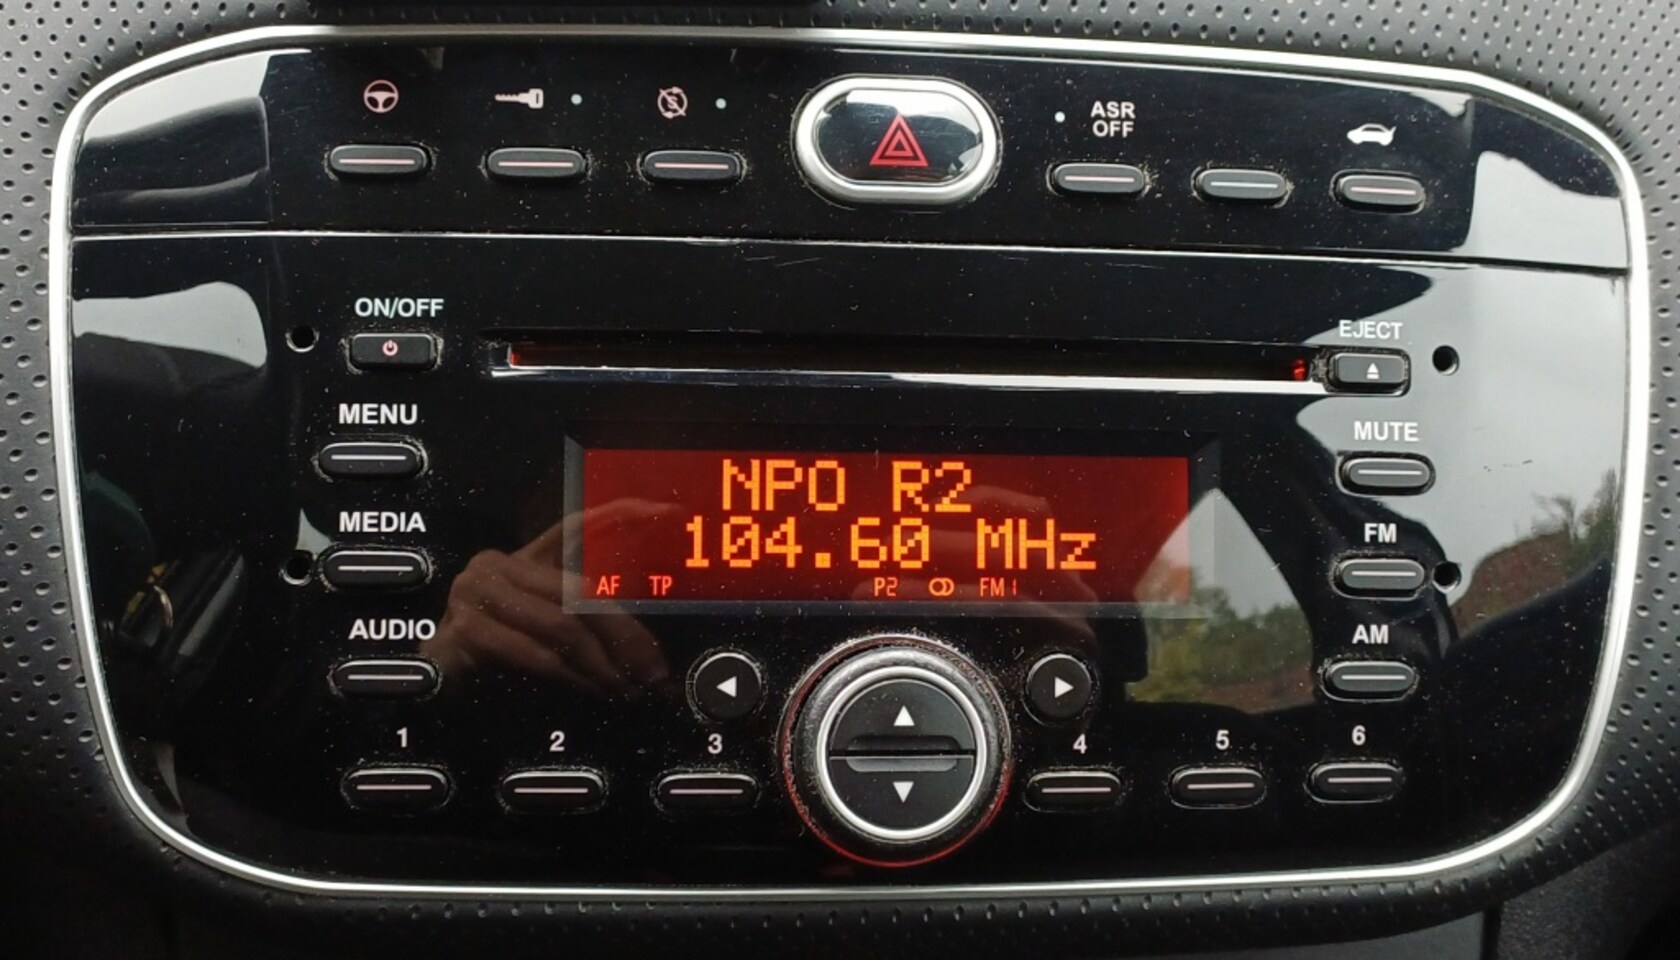 ASR
OFF
ON/OFF
EJECT
MENU
MUTE
NPO R2
MEDIA
104.60 MHz
FM
AF TP P2 FM1
AUDIO
AM
1 2 3 4 5 6